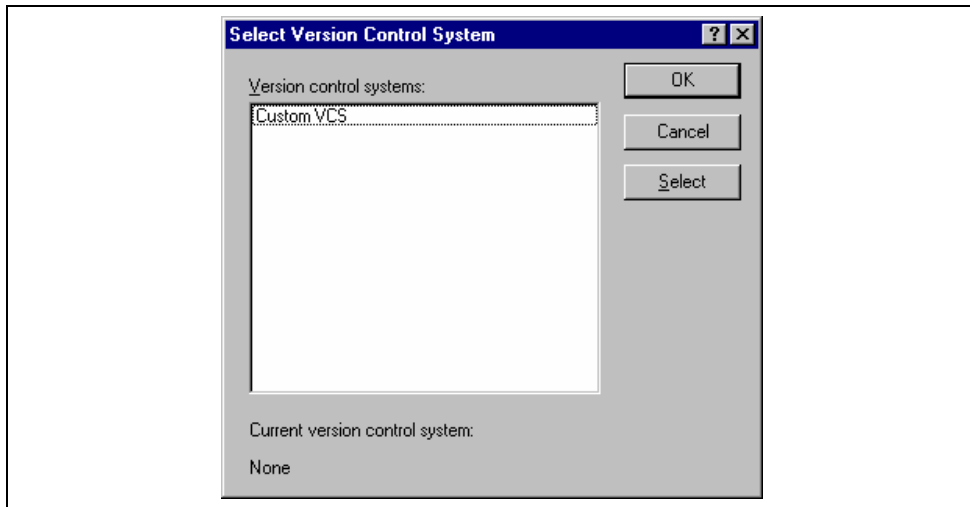 Select Version Control System
Version control systems:
OK
Custom VCS
Cancel
Select
Current version control system:
None